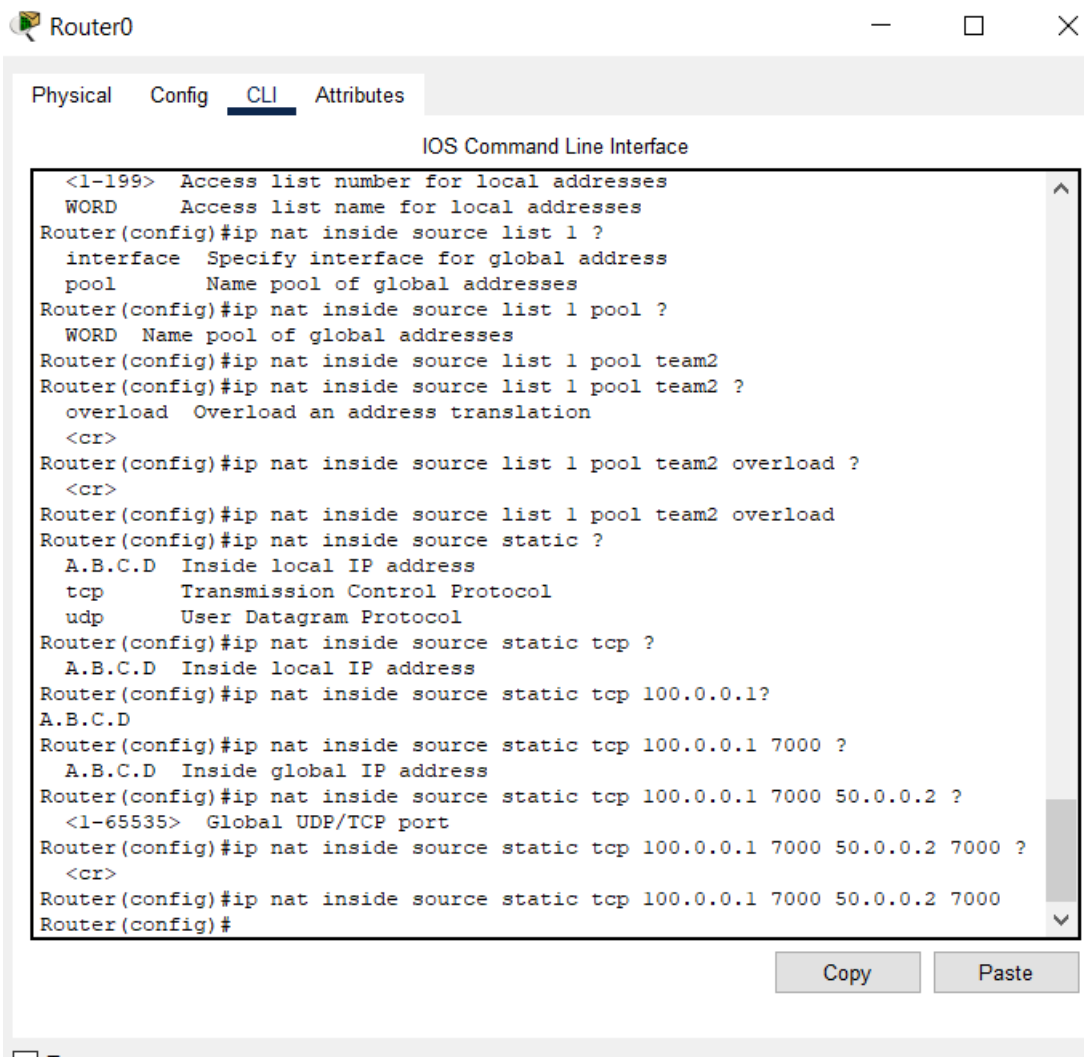 Router0
Physical Config CLI Attributes
IOS Command Line Interface
<1-199> Access list number for local addresses
WORD Access list name for local addresses
Router(config)#ip nat inside source list 1 ?
interface Specify interface for global address
pool Name pool of global addresses
Router(config)#ip nat inside source list 1 pool ?
WORD Name pool of global addresses
Router(config)#ip nat inside source list 1 pool team2
Router(config)#ip nat inside source list 1 pool team2 ?
overload Overload an address translation
<cr>
Router(config)#ip nat inside source list 1 pool team2 overload ?
<cr>
Router(config)#ip nat inside source list 1 pool team2 overload
Router(config)#ip nat inside source static ?
A.B.C.D Inside local IP address
tcp Transmission Control Protocol
udp User Datagram Protocol
Router(config)#ip nat inside source static tcp ?
A.B.C.D Inside local IP address
Router(config)#ip nat inside source static tcp 100.0.0.1?
A.B.C.D
Router(config)#ip nat inside source static tcp 100.0.0.1 7000 ?
A.B.C.D Inside global IP address
Router(config)#ip nat inside source static tcp 100.0.0.1 7000 50.0.0.2 ?
<1-65535> Global UDP/TCP port
Router(config)#ip nat inside source static tcp 100.0.0.1 7000 50.0.0.2 7000 ?
<cr>
Router(config)#ip nat inside source static tcp 100.0.0.1 7000 50.0.0.2 7000
Router(config)#
Copy Paste